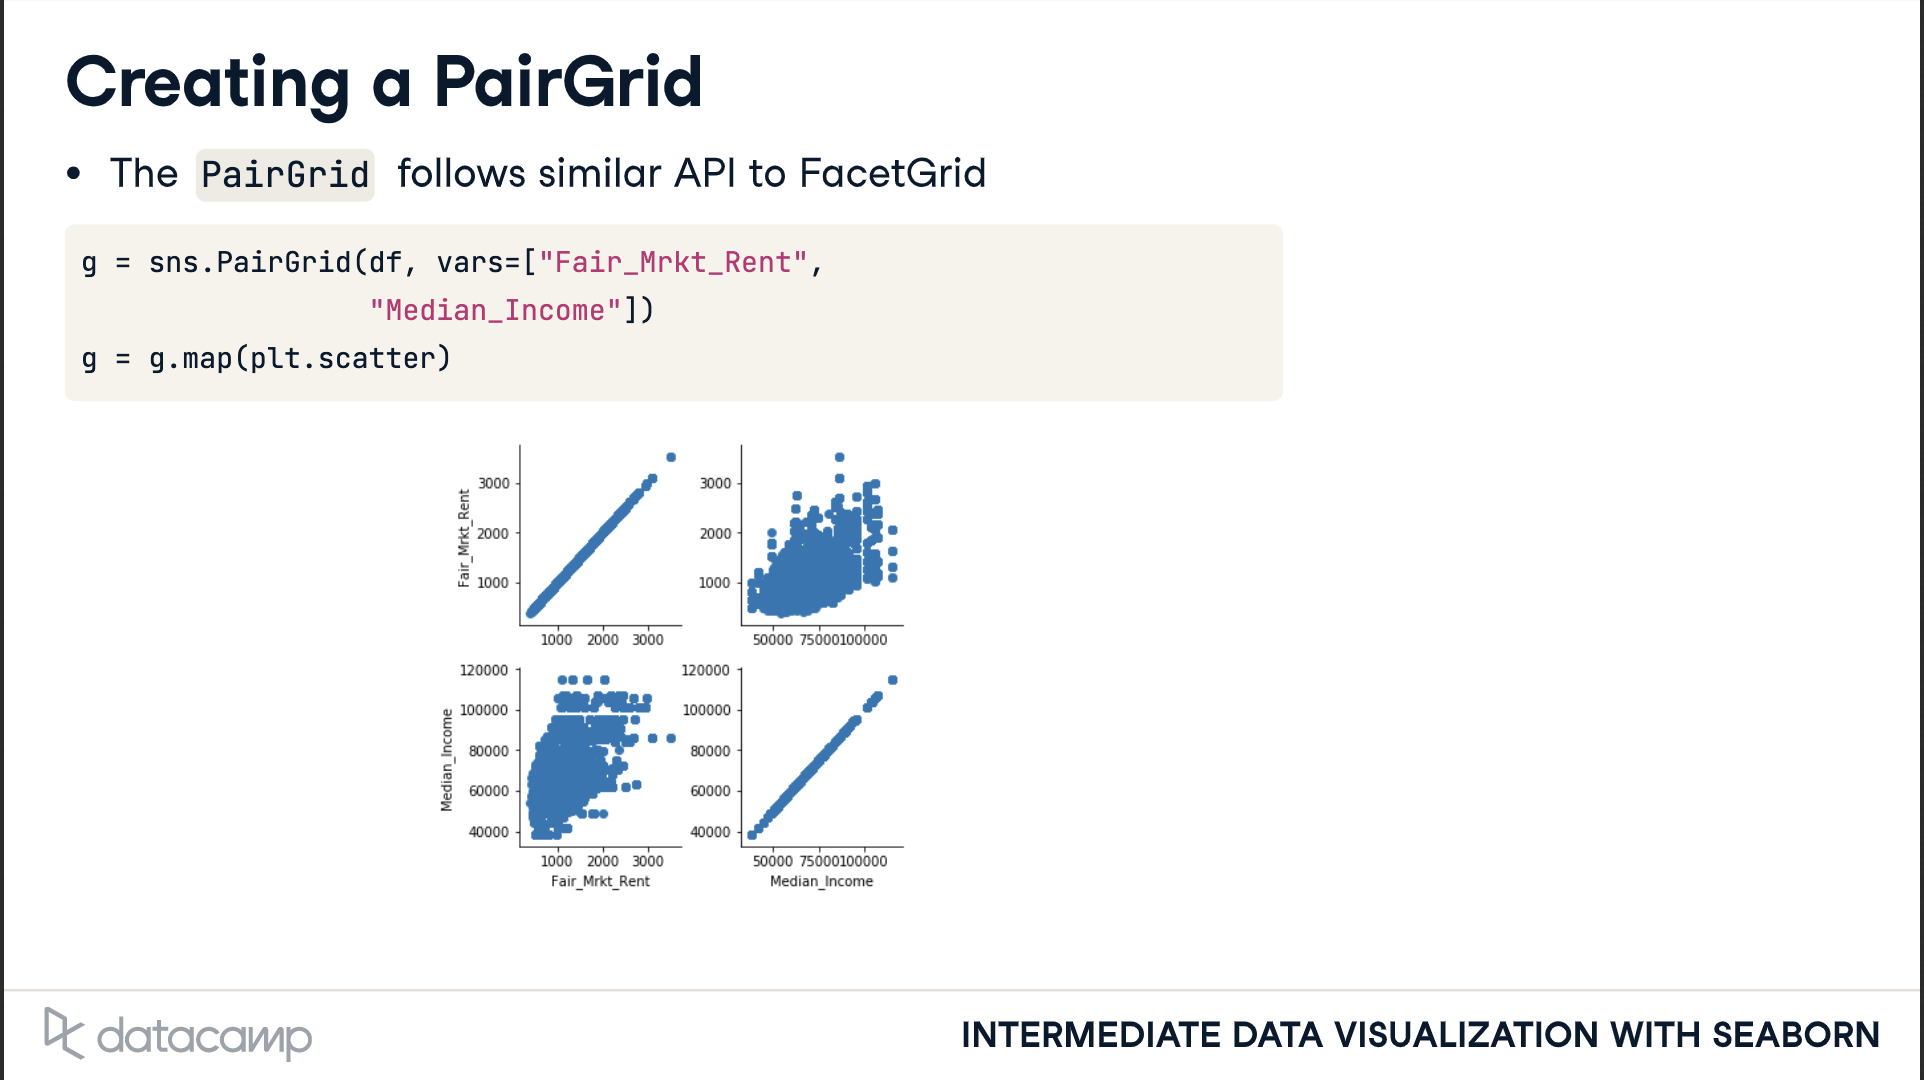 Creating a PairGrid
• The PairGrid follows similar API to FacetGrid
g = sns.PairGrid(df, vars=["Fair_Mrkt_Rent",
"Median_Income"])
g = g.map(plt.scatter)
Fair_Mrkt_Rent
3000
2000
1000
1000 2000 3000
3000
2000
1000
50000 75000100000
Median_Income
120000
100000
80000
60000
40000
1000 2000 3000
Fair_Mrkt_Rent
120000
100000
80000
60000
40000
50000 75000100000
Median_Income
datacamp
INTERMEDIATE DATA VISUALIZATION WITH SEABORN